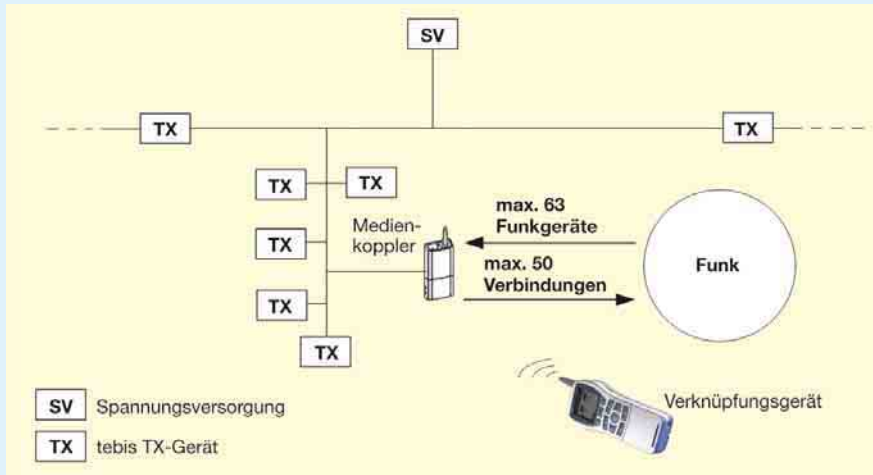 SV
TX
TX
TX
TX
max. 63
Funkgeräte
Medien-
koppler
TX
max. 50
Verbindungen
Funk
TX
TX
SV Spannungsversorgung
Verknüpfungsgerät
TX tebis TX-Gerät